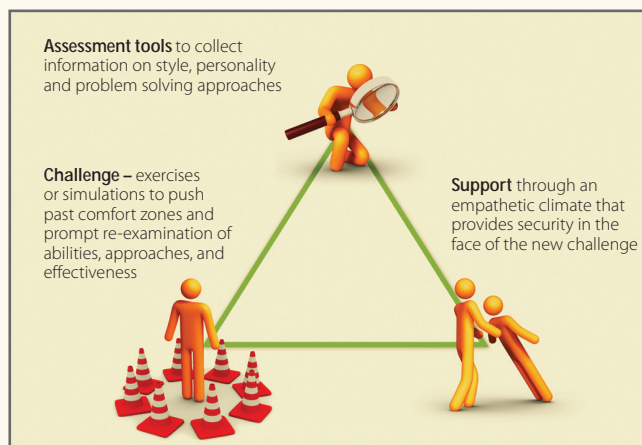 Assessment tools to collect
information on style, personality
and problem solving approaches
Challenge – exercises
or simulations to push
past comfort zones and
prompt re-examination of
abilities, approaches, and
effectiveness
Support through an
empathetic climate that
provides security in the
face of the new challenge